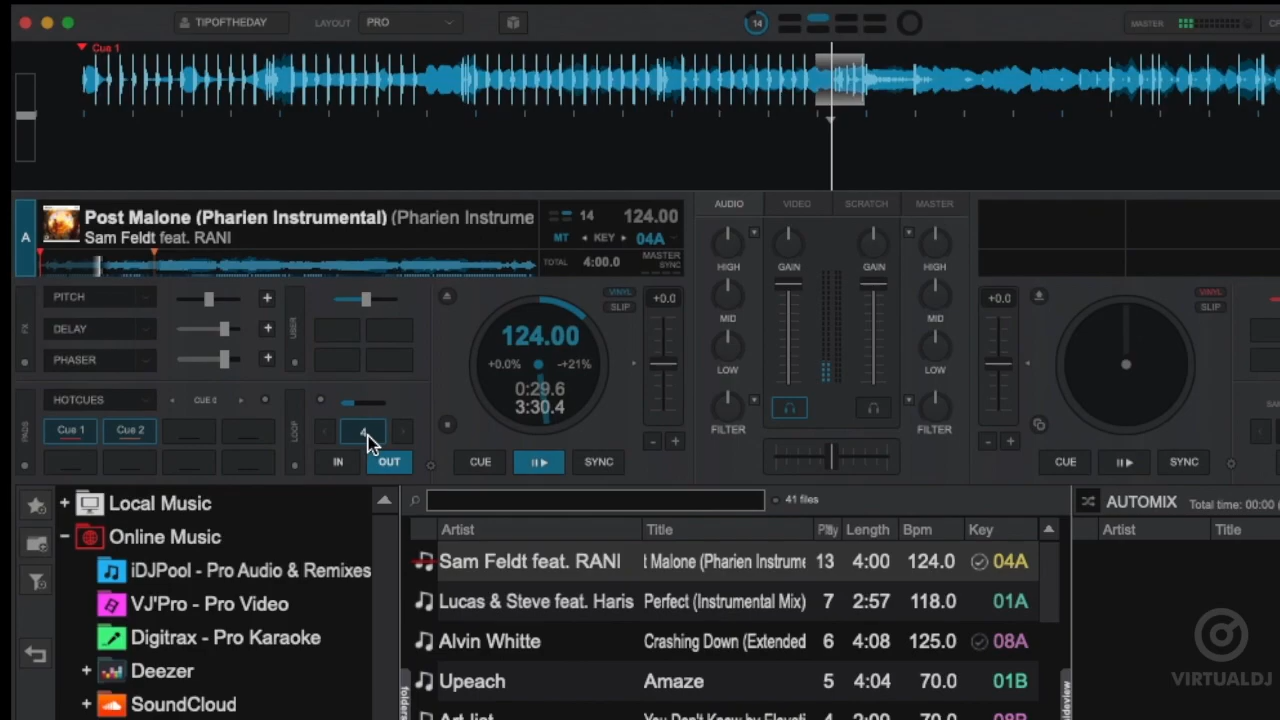 TIPOFTHEDAY LAYOUT PRO 14 MASTER
Cue 1
A Post Malone (Pharien Instrumental) (Pharien Instrume
Sam Feldt feat. RANI
14 124.00
MT KEY 04A
TOTAL 4:00.0 MASTER SYNC
AUDIO VIDEO SCRATCH MASTER
HIGH GAIN GAIN HIGH
MID MID
LOW LOW
FILTER FILTER
FX PITCH
DELAY
PHASER
USER
VINYL
SLIP
+0.0
124.00
+0.0% -+21%
0:29.6
3:30.4
+0.0
VINYL
SLIP
PADS HOTCUES CUE
Cue 1 Cue 2
LOOP 4
IN OUT
CUE SYNC
- +
- +
CUE SYNC
Local Music
Online Music
iDJPool - Pro Audio & Remixes
VJ'Pro - Pro Video
Digitrax - Pro Karaoke
Deezer
SoundCloud
folders
41 files
Artist Title Play Length Bpm Key
Sam Feldt feat. RANI t Malone (Pharien Instrume 13 4:00 124.0 04A
Lucas & Steve feat. Haris Perfect (Instrumental Mix) 7 2:57 118.0 01A
Alvin Whitte Crashing Down (Extended 6 4:08 125.0 08A
Upeach Amaze 5 4:04 70.0 01B
sideview
AUTOMIX Total time: 00:00
Artist Title
VIRTUALDJ